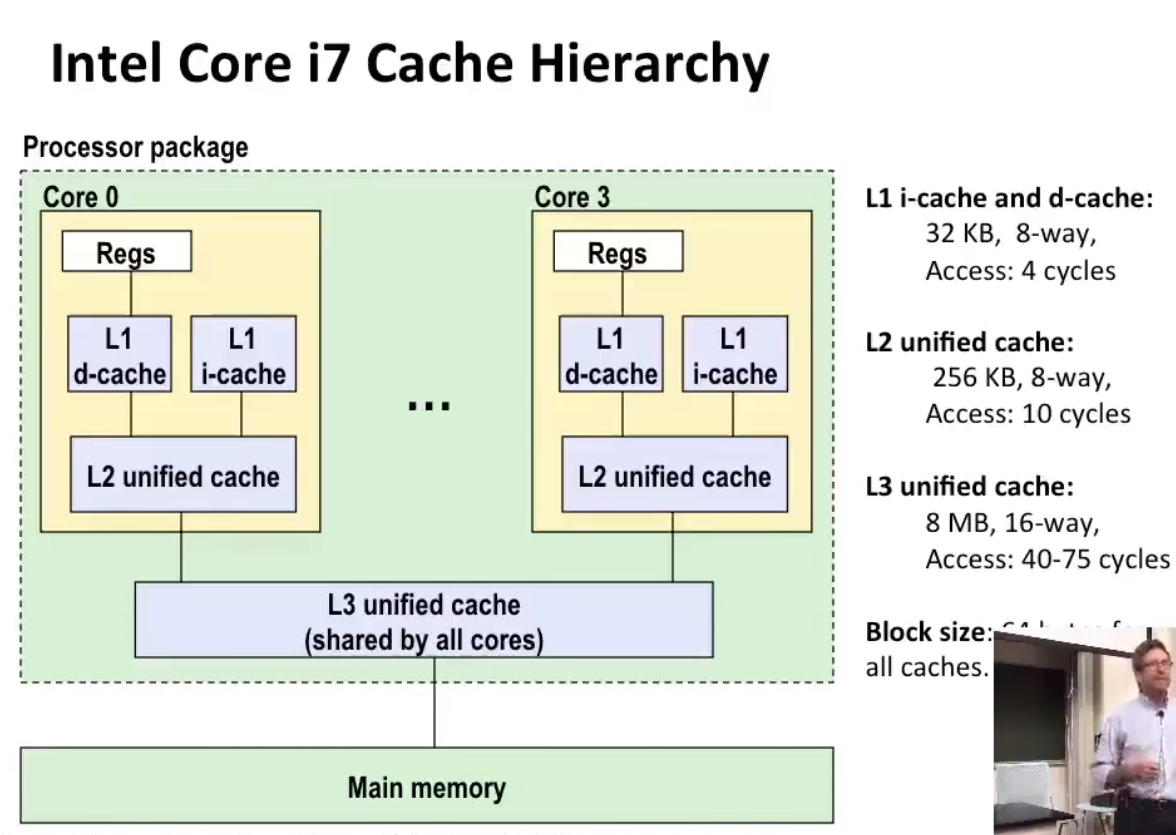 Intel Core i7 Cache Hierarchy
Processor package
Core 0
Regs
L1
d-cache
L1
i-cache
L2 unified cache
...
Core 3
Regs
L1
d-cache
L1
i-cache
L2 unified cache
L3 unified cache
(shared by all cores)
Main memory
L1 i-cache and d-cache:
32 KB, 8-way,
Access: 4 cycles
L2 unified cache:
256 KB, 8-way,
Access: 10 cycles
L3 unified cache:
8 MB, 16-way,
Access: 40-75 cycles
Block size:
all caches.